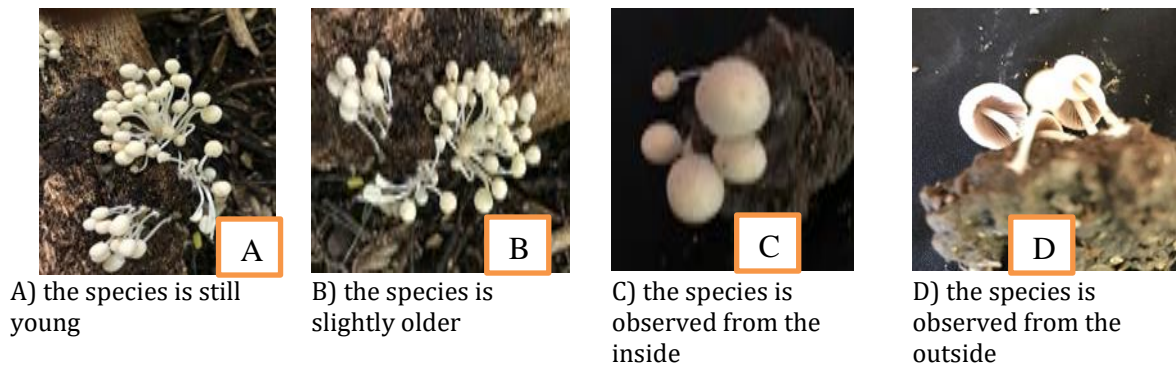 A
B
C
D
A) the species is still
young
B) the species is
slightly older
C) the species is
observed from the
inside
D) the species is
observed from the
outside